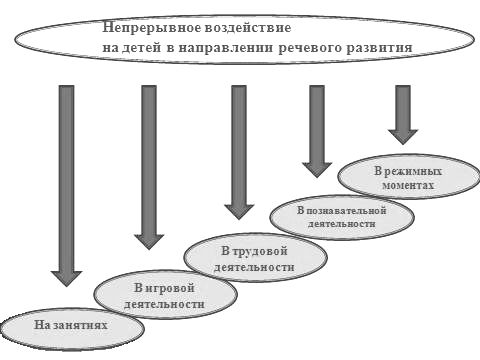 Непрерывное воздействие
на детей в направлении речевого развития
В режимных
моментах
В познавательной
деятельности
В трудовой
деятельности
В игровой
деятельности
На занятиях